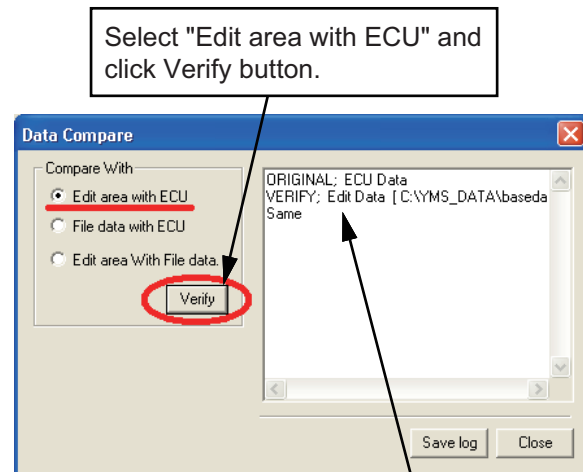 Select "Edit area with ECU" and
click Verify button.
Data Compare
Compare With
Edit area with ECU
File data with ECU
Edit area With File data.
Verify
ORIGINAL; ECU Data
VERIFY; Edit Data [ C:\YMS_DATA\baseda
Same
Save log
Close